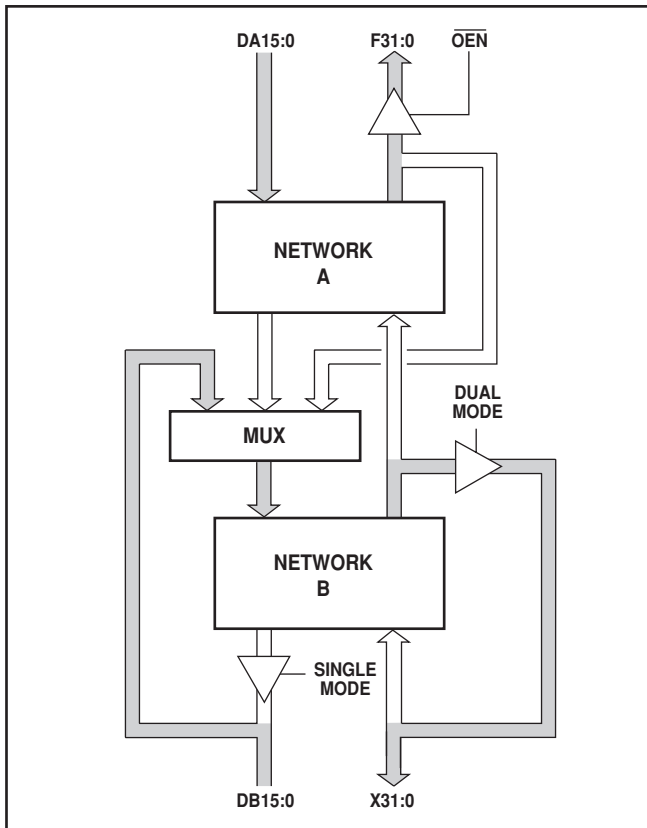 DA15:0
F31:0
OEN
NETWORK
A
DUAL
MODE
MUX
NETWORK
B
SINGLE
MODE
DB15:0
X31:0